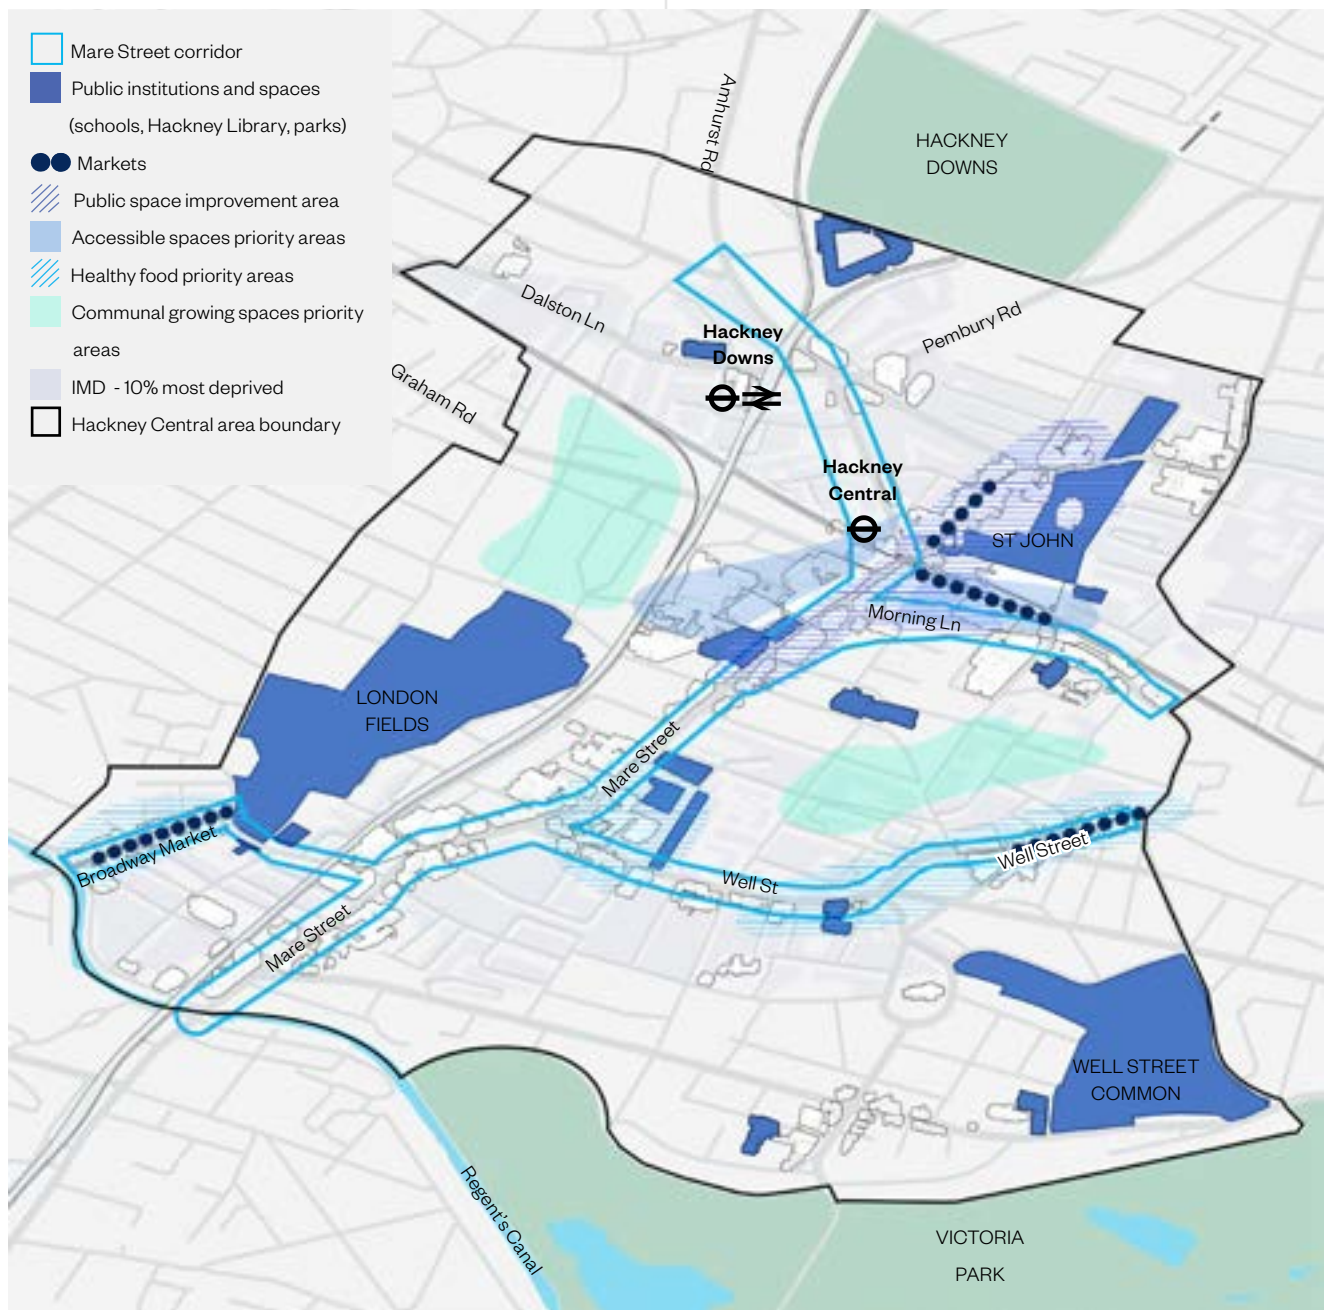 Mare Street corridor
Public institutions and spaces
(schools, Hackney Library, parks)
Markets
Public space improvement area
Accessible spaces priority areas
Healthy food priority areas
Communal growing spaces priority
areas
IMD - 10% most deprived
Hackney Central area boundary
Amhurst Rd
HACKNEY
DOWNS
Dalston Ln
Pembury Rd
Hackney
Downs
Graham Rd
Hackney
Central
ST JOHN
Morning Ln
LONDON
FIELDS
Mare Street
Broadway Market
Well Street
Well St
Mare Street
WELL STREET
COMMON
Regent's Canal
VICTORIA
PARK